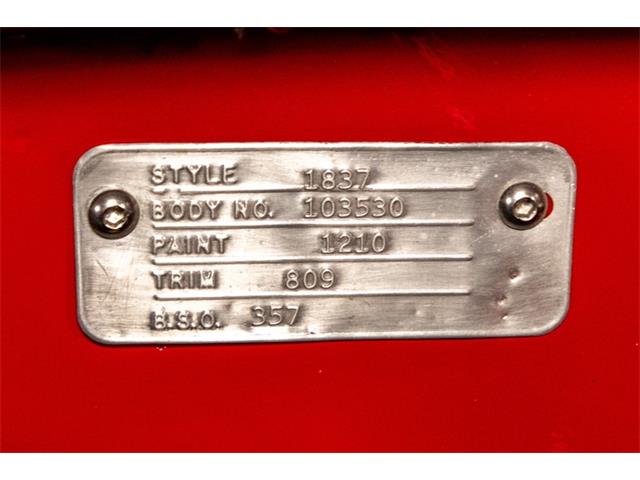 STYLE 1837
BODY NO. 103530
PAINT 1210
TRIM 809
B.S.O. 357